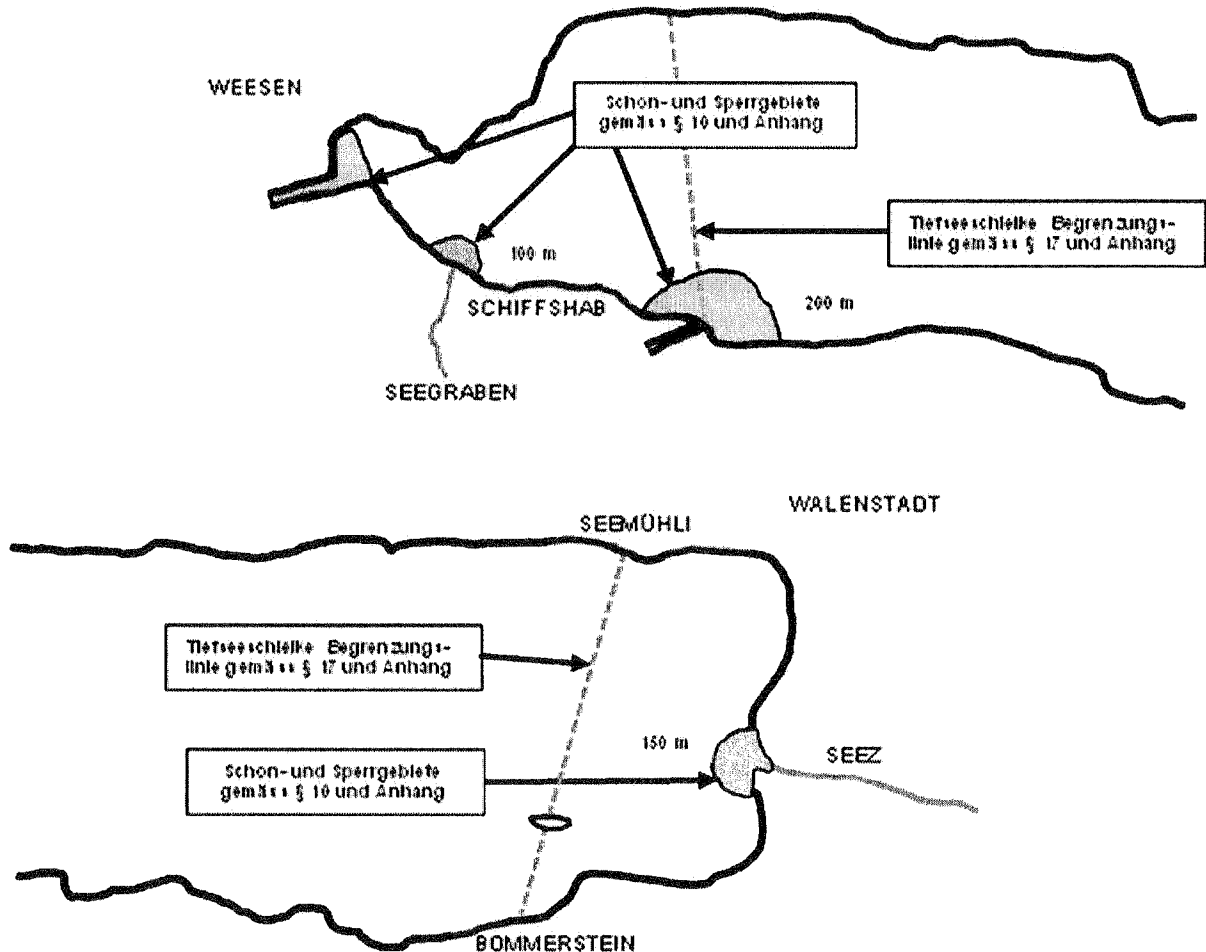 WEESEN
Schon- und Sperrgebiete
gemäss § 10 und Anhang
Tiefseeschleike Begrenzungs-
linie gemäss § 17 und Anhang
100 m
SCHIFFSHAB
200 m
SEEGRABEN
WALENSTADT
SEEMÜHLI
Tiefseeschleike Begrenzungs-
linie gemäss § 17 und Anhang
150 m
SEEZ
Schon- und Sperrgebiete
gemäss § 10 und Anhang
BOMMERSTEIN